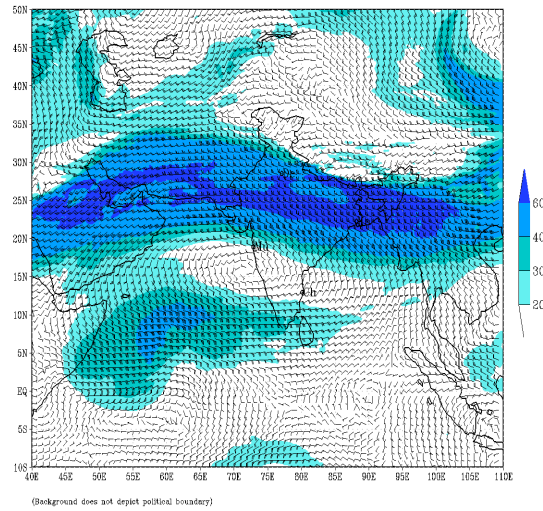 50N
45N
40N
35N
30N
25N
20N
15N
10N
5N
EQ
5S
10S
40E 45E 50E 55E 60E 65E 70E 75E 80E 85E 90E 95E 100E 105E 110E
60
40
30
20
Mu
Ch
(Background does not depict political boundary)